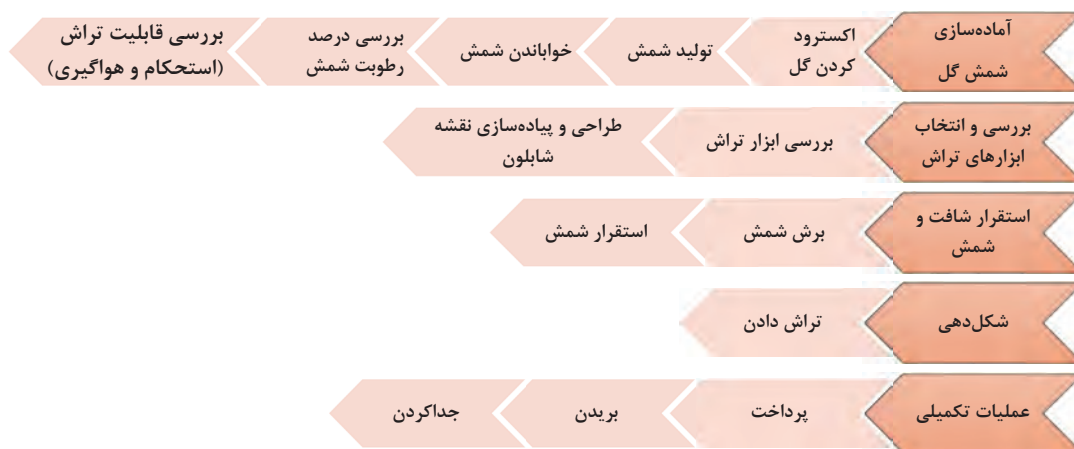 آماده‌سازی
شمش گل
اکسترود
کردن گل
تولید شمش
خواباندن شمش
بررسی درصد
رطوبت شمش
بررسی قابلیت تراش
(استحکام و هواگیری)
بررسی و انتخاب
ابزارهای تراش
بررسی ابزار تراش
طراحی و پیاده‌سازی نقشه
شابلون
استقرار شافت و
شمش
برش شمش
استقرار شمش
شکل‌دهی
تراش دادن
عملیات تکمیلی
پرداخت
بریدن
جداکردن